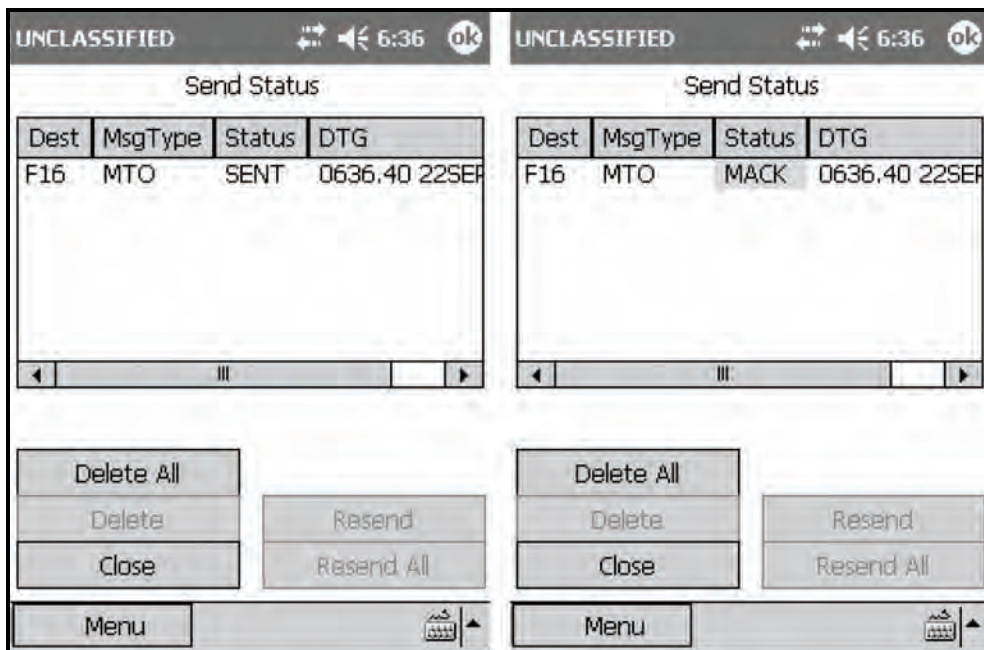 UNCLASSIFIED 6:36 ok
Send Status
Dest MsgType Status DTG
F16 MTO SENT 0636.40 22SEP
Delete All
Delete Resend
Close Resend All
Menu
UNCLASSIFIED 6:36 ok
Send Status
Dest MsgType Status DTG
F16 MTO MACK 0636.40 22SEP
Delete All
Delete Resend
Close Resend All
Menu